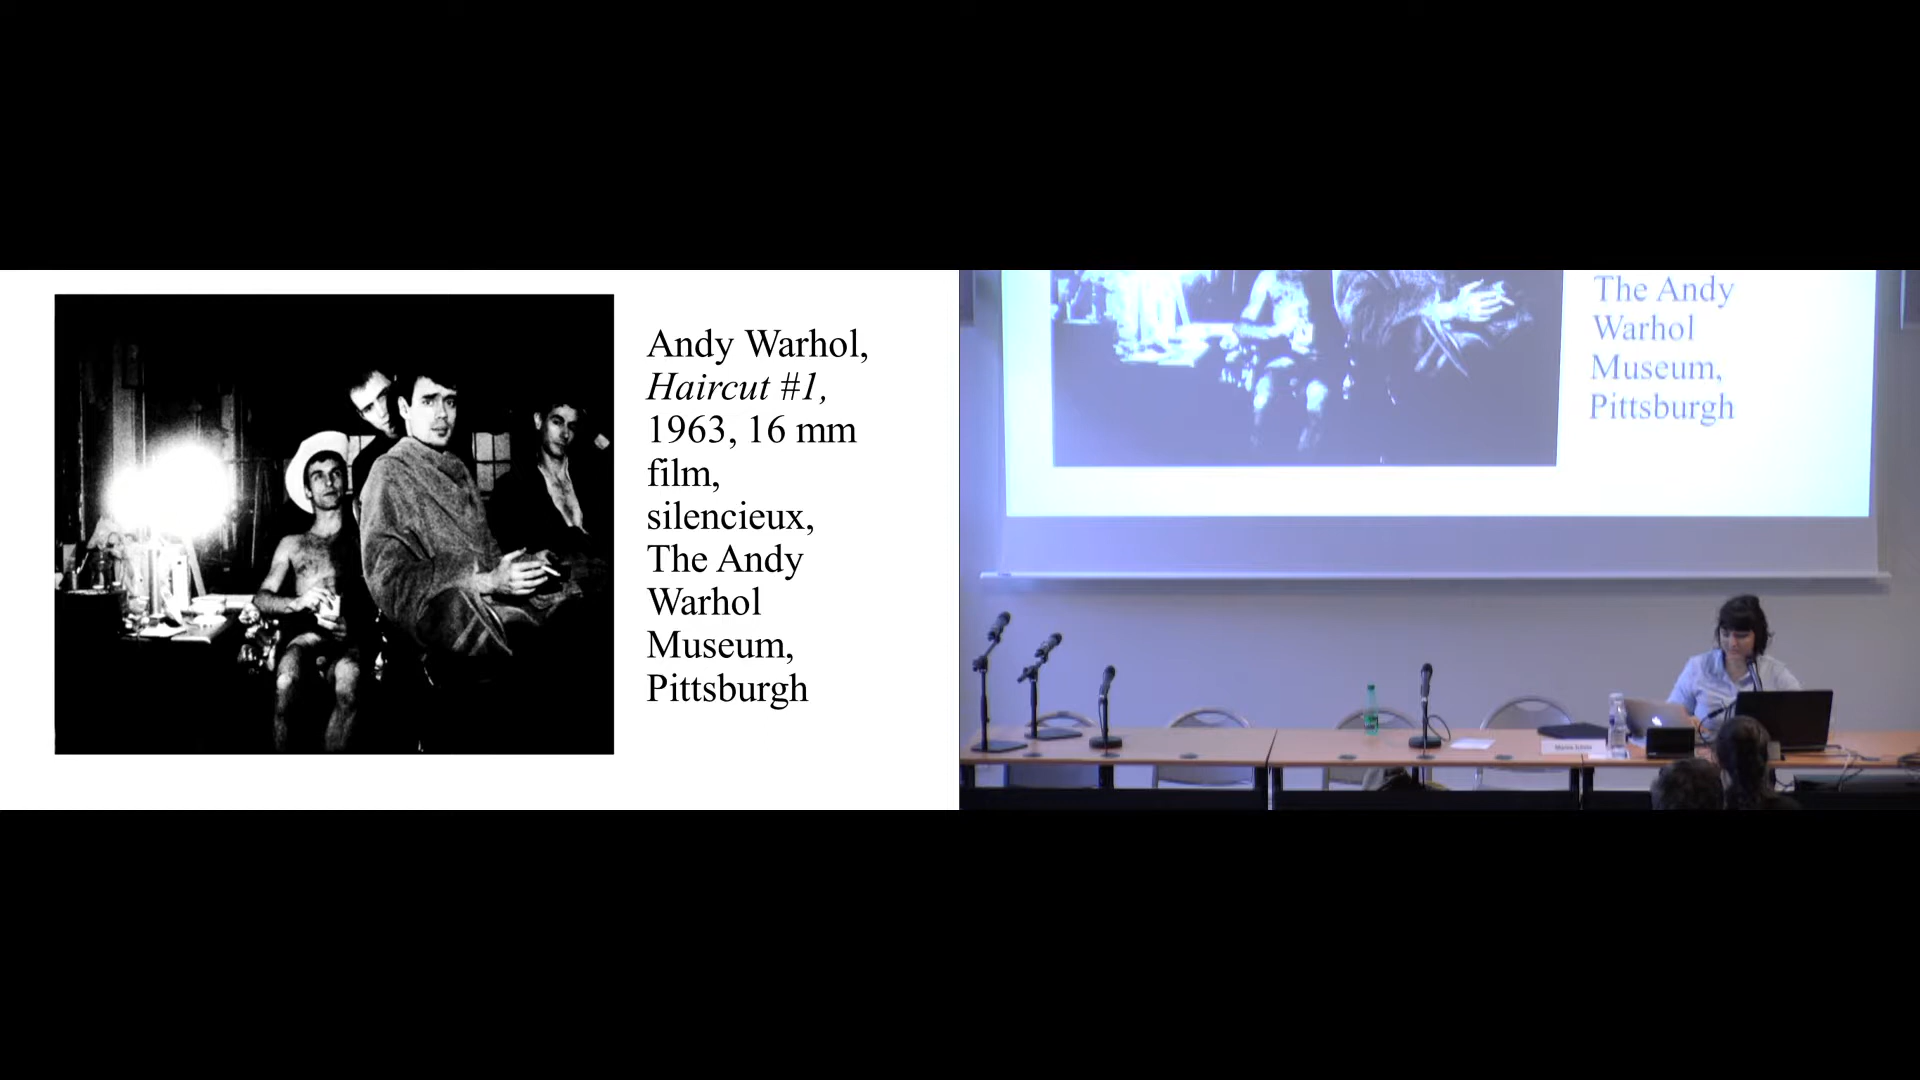 Andy Warhol,
Haircut #1,
1963, 16 mm
film,
silencieux,
The Andy
Warhol
Museum,
Pittsburgh
The Andy
Warhol
Museum,
Pittsburgh